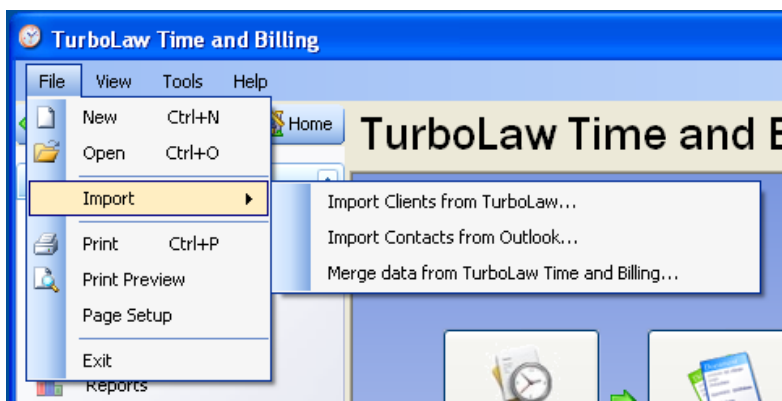 TurboLaw Time and Billing
File View Tools Help
New Ctrl+N
Home
TurboLaw Time and
Open Ctrl+O
Import
Import Clients from TurboLaw...
Import Contacts from Outlook...
Print Ctrl+P
Merge data from TurboLaw Time and Billing...
Print Preview
Page Setup
Exit
Reports